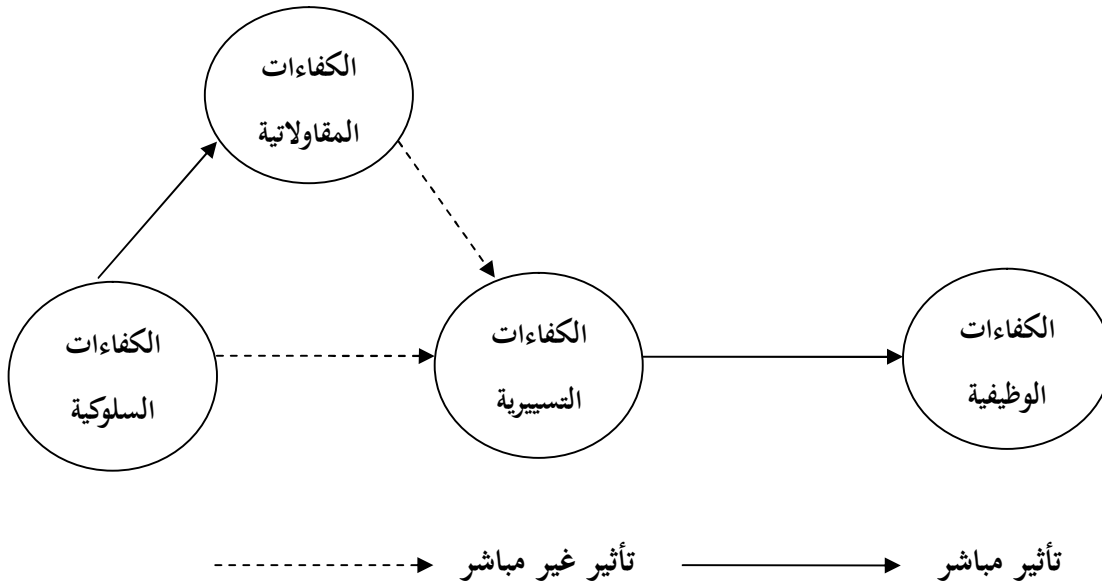 الكفاءات
المقاولاتية
الكفاءات
السلوكية
الكفاءات
التسييرية
الكفاءات
الوظيفية
تأثير مباشر
تأثير غير مباشر